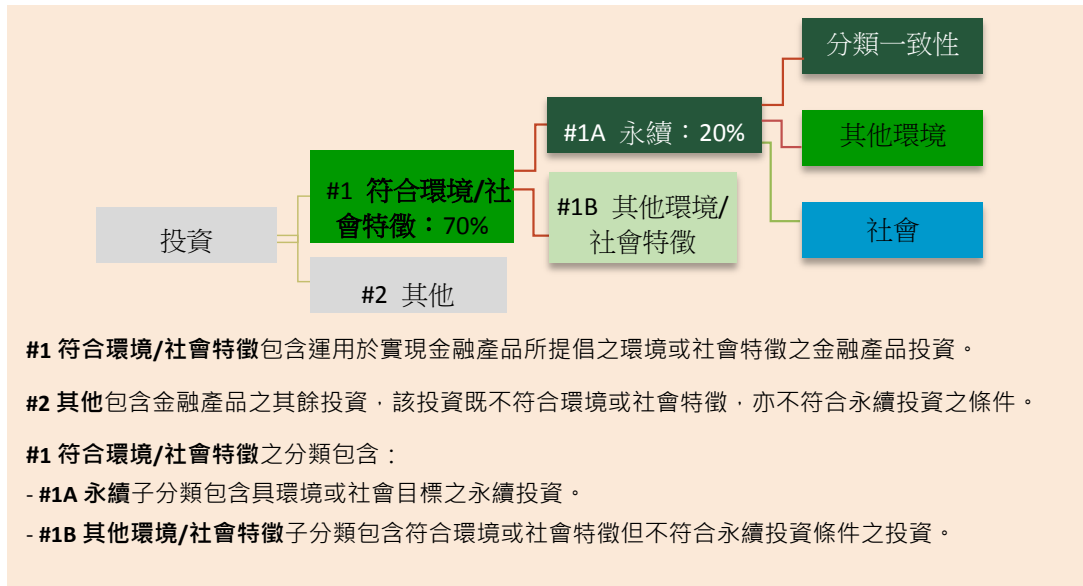 分類一致性
#1A 永續：20%
其他環境
#1 符合環境/社
會特徵：70%
#1B 其他環境/
社會特徵
社會
投資
#2 其他
#1 符合環境/社會特徵包含運用於實現金融產品所提倡之環境或社會特徵之金融產品投資。
#2 其他包含金融產品之其餘投資，該投資既不符合環境或社會特徵，亦不符合永續投資之條件。
#1 符合環境/社會特徵之分類包含：
- #1A 永續子分類包含具環境或社會目標之永續投資。
- #1B 其他環境/社會特徵子分類包含符合環境或社會特徵但不符合永續投資條件之投資。